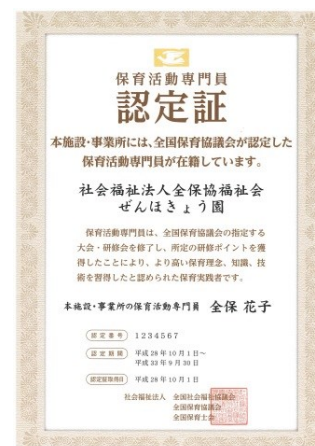 保育活動専門員
認定証
本施設・事業所には、全国保育協議会が認定した
保育活動専門員が在籍しています。
社会福祉法人全保協福祉会
ぜんほきょう園
保育活動専門員は、全国保育協議会の指定する
大会・研修会を修了し、所定の研修ポイントを獲
得したことにより、より高い保育理念、知識、技
術を習得したと認められた保育実践者です。
本施設・事業所の保育活動専門員 全保 花子
認定番号 1234567
認定期間 平成28年10月1日～
平成33年9月30日
認定証取得日 平成28年10月1日
社会福祉法人 全国社会福祉協議会
全国保育協議会
全国保育士会